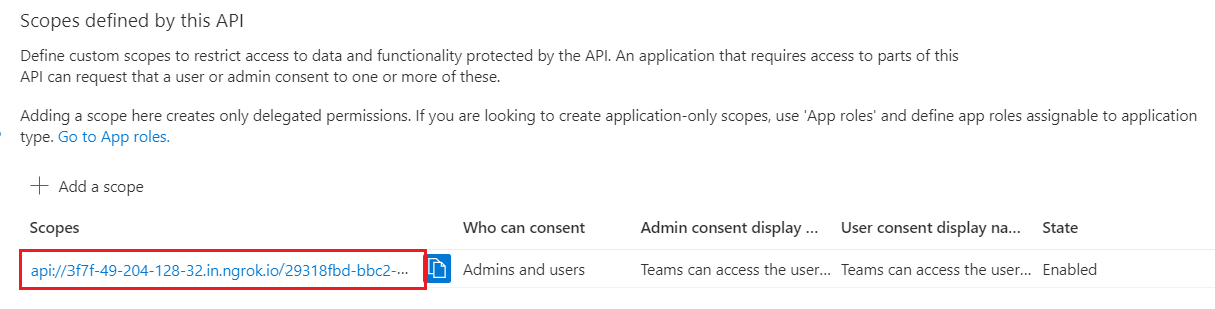 Scopes defined by this API
Define custom scopes to restrict access to data and functionality protected by the API. An application that requires access to parts of this
API can request that a user or admin consent to one or more of these.
Adding a scope here creates only delegated permissions. If you are looking to create application-only scopes, use 'App roles' and define app roles assignable to application
type. Go to App roles.
Add a scope
Scopes Who can consent Admin consent display ... User consent display na... State
api://3f7f-49-204-128-32.in.ngrok.io/29318fbd-bbc2-... Admins and users Teams can access the user... Teams can access the user... Enabled